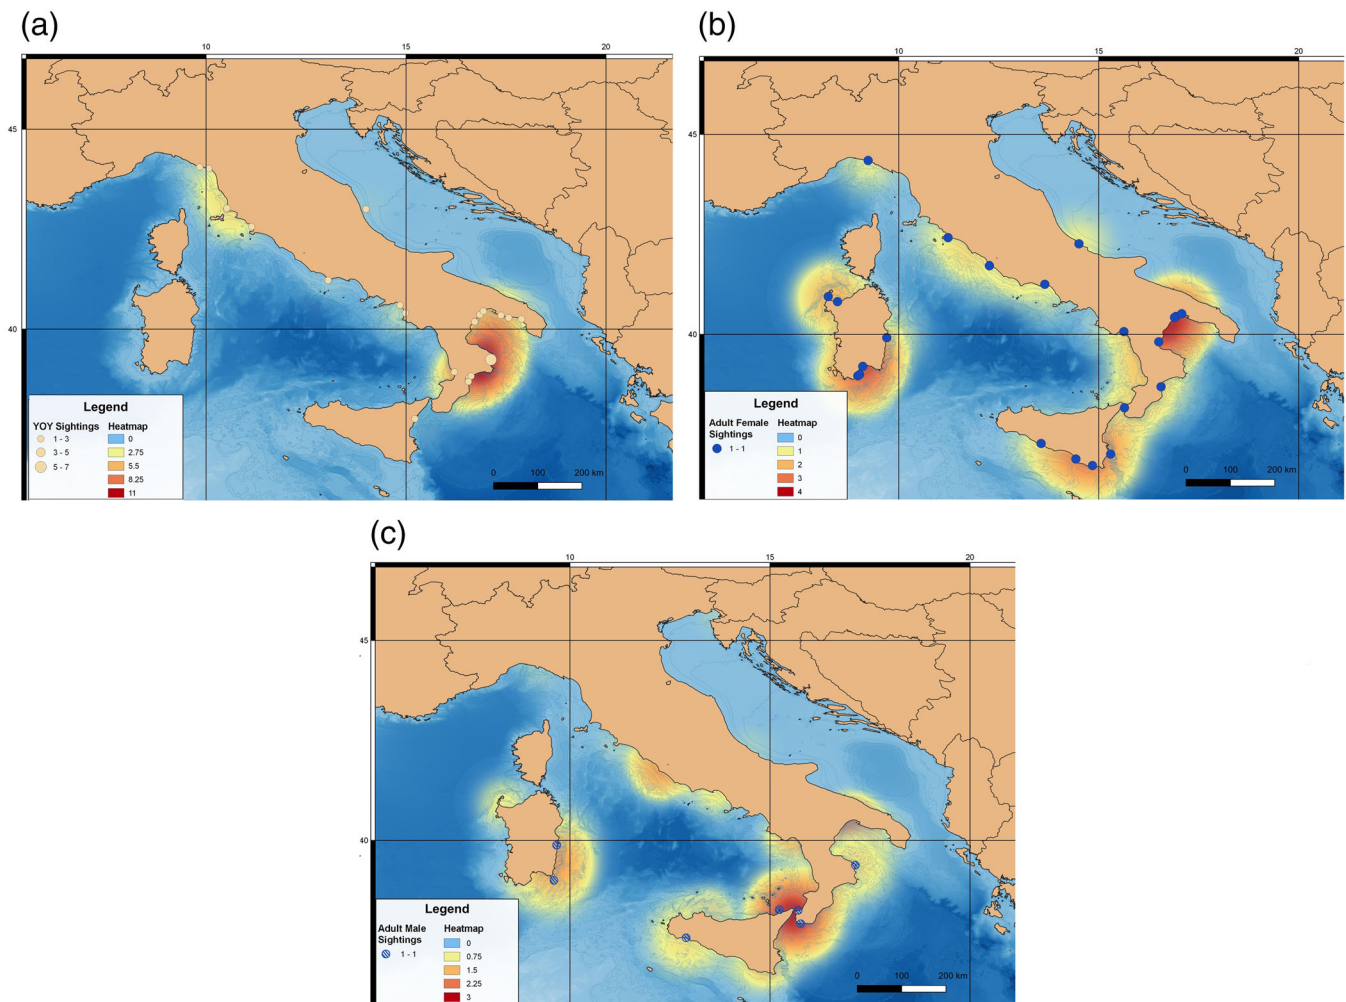 (a)
(b)
10 15 20
10 15 20
45
45
40
40
Legend
YOY Sightings Heatmap
1 - 3 0
3 - 5 2.75
5 - 7 5.5
8.25
11
0 100 200 km
Legend
Adult Female Heatmap
Sightings 0
1 - 1 1
2
3
4
0 100 200 km
(c)
10 15 20
45
40
Legend
Adult Male Heatmap
Sightings 0
1 - 1 0.75
1.5
2.25
3
0 100 200 km